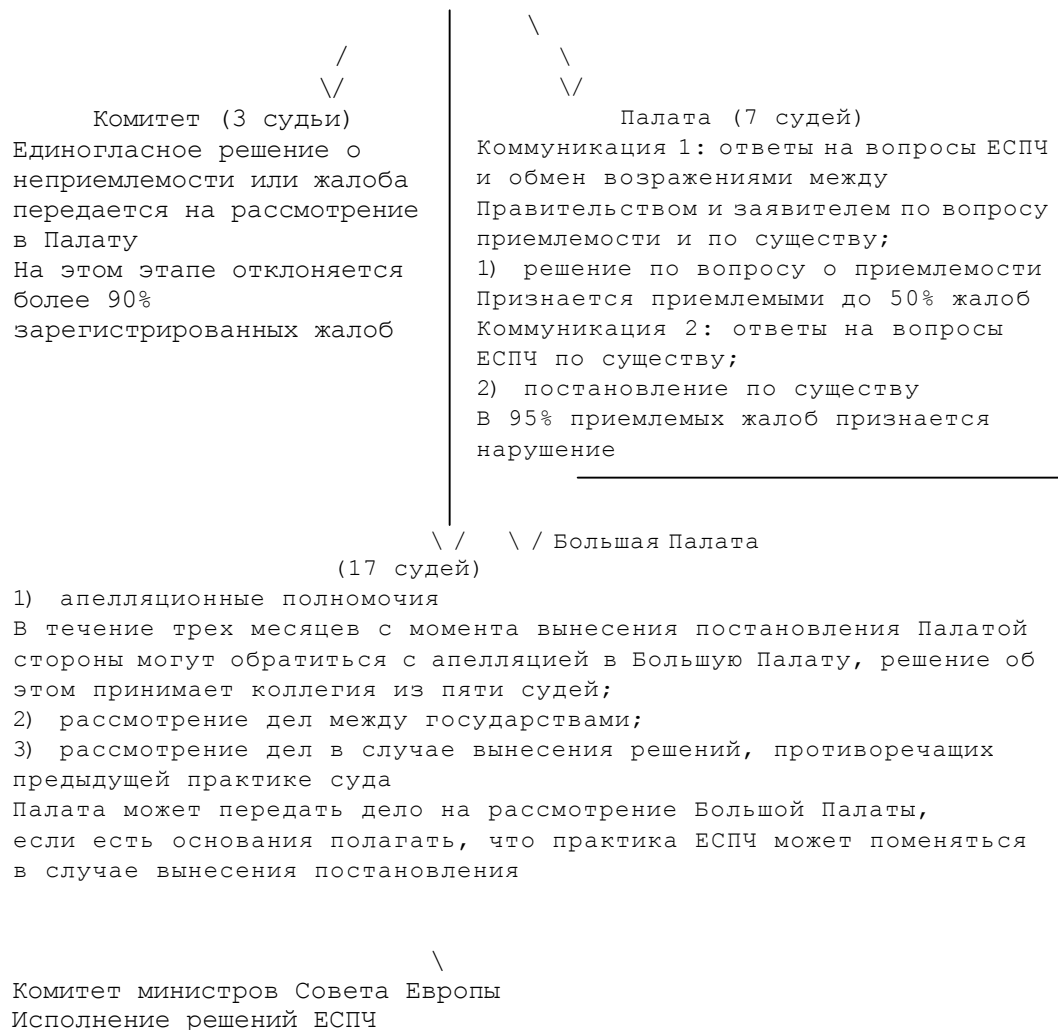 Комитет (3 судьи)
Единогласное решение о
неприемлемости или жалоба
передается на рассмотрение
в Палату
На этом этапе отклоняется
более 90%
зарегистрированных жалоб
Палата (7 судей)
Коммуникация 1: ответы на вопросы ЕСПЧ
и обмен возражениями между
Правительством и заявителем по вопросу
приемлемости и по существу;
1) решение по вопросу о приемлемости
Признается приемлемыми до 50% жалоб
Коммуникация 2: ответы на вопросы
ЕСПЧ по существу;
2) постановление по существу
В 95% приемлемых жалоб признается
нарушение
\ / \ / Большая Палата
(17 судей)
1) апелляционные полномочия
В течение трех месяцев с момента вынесения постановления Палатой
стороны могут обратиться с апелляцией в Большую Палату, решение об
этом принимает коллегия из пяти судей;
2) рассмотрение дел между государствами;
3) рассмотрение дел в случае вынесения решений, противоречащих
предыдущей практике суда
Палата может передать дело на рассмотрение Большой Палаты,
если есть основания полагать, что практика ЕСПЧ может поменяться
в случае вынесения постановления
\
Комитет министров Совета Европы
Исполнение решений ЕСПЧ